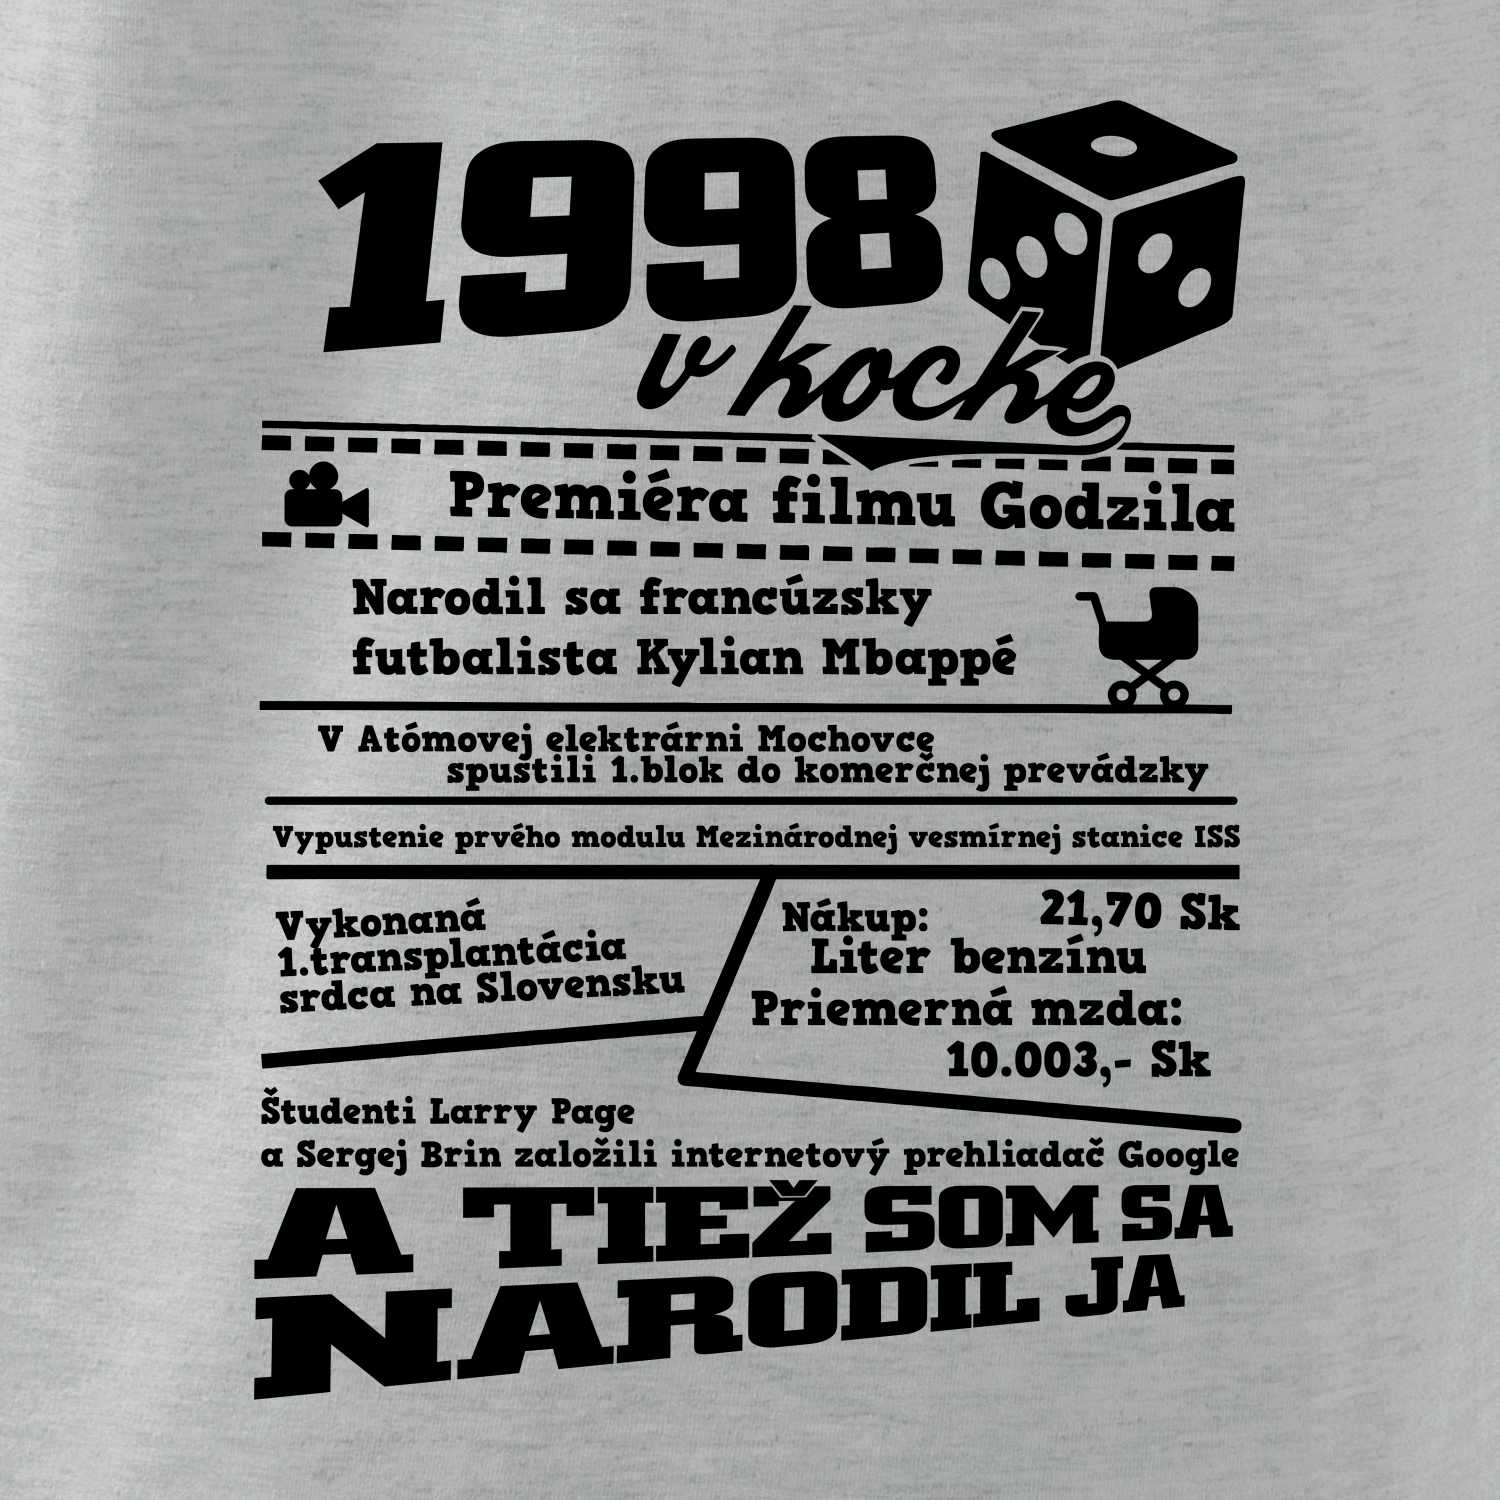 1998
v kocke
Premiéra filmu Godzila
Narodil sa francúzsky
futbalista Kylian Mbappé
V Atómovej elektrárni Mochovce
spustili 1.blok do komerčnej prevádzky
Vypustenie prvého modulu Mezinárodnej vesmírnej stanice ISS
Vykonaná
1.transplantácia
srdca na Slovensku
Nákup: 21,70 Sk
Liter benzínu
Priemerná mzda:
10.003,- Sk
Študenti Larry Page
a Sergej Brin založili internetový prehliadač Google
A TIEŽ SOM SA
NARODIL JA